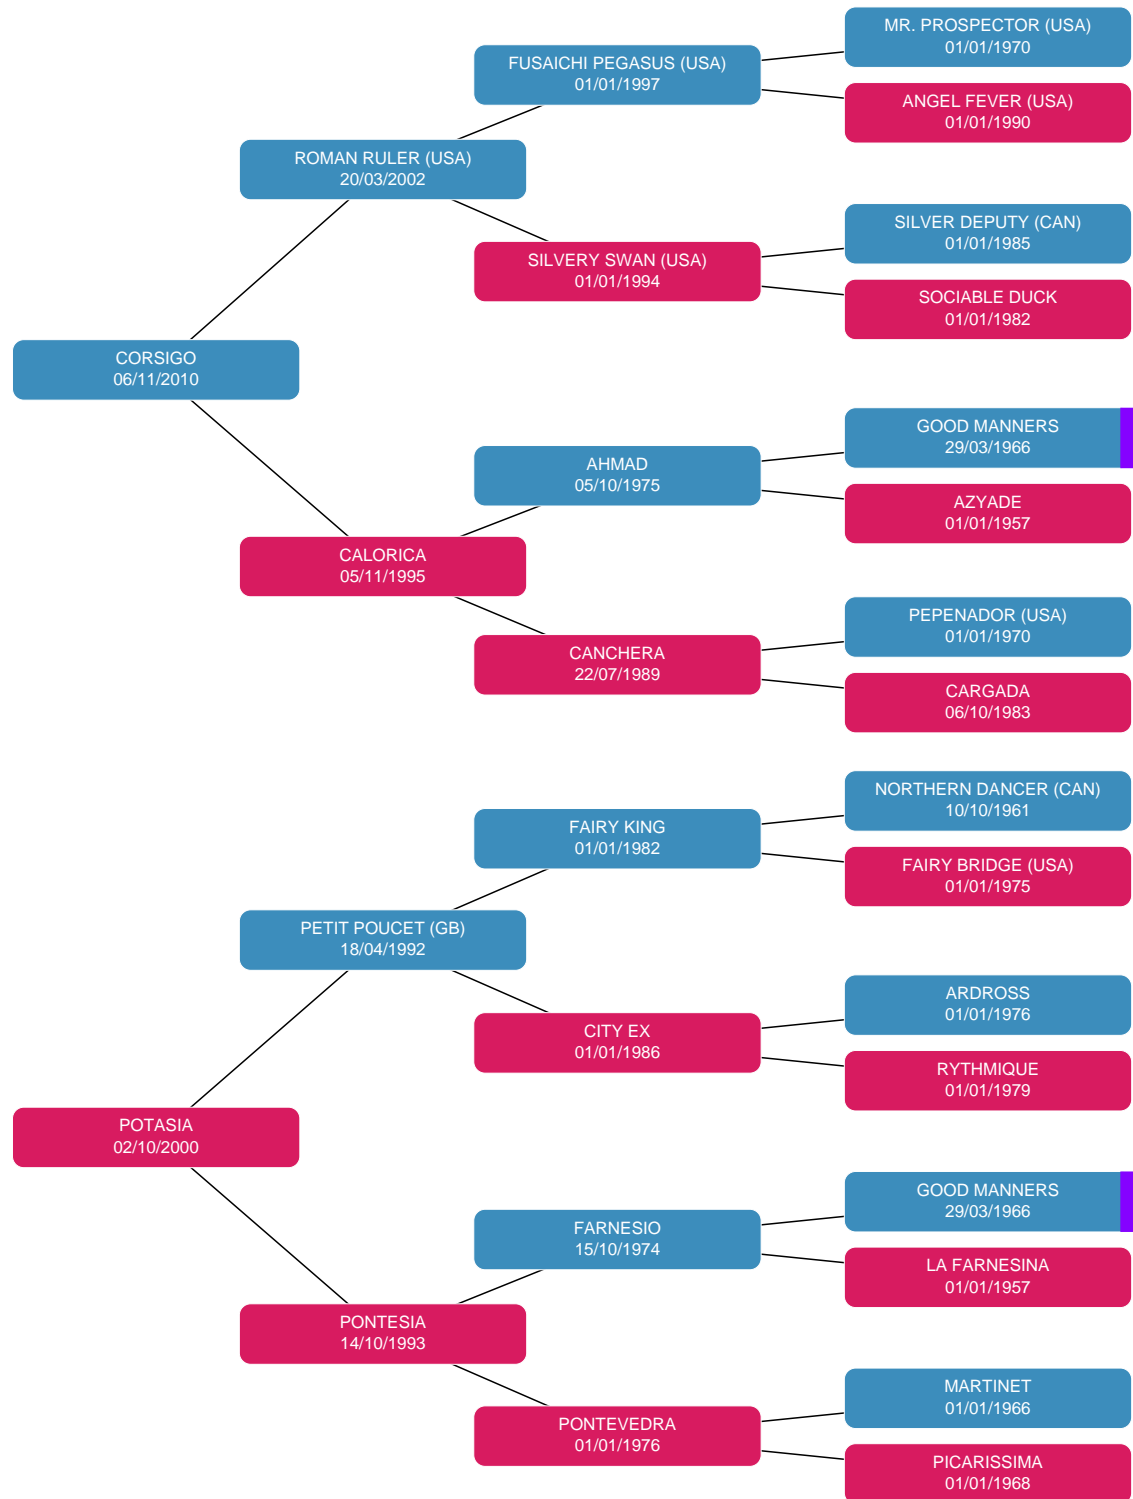 MR. PROSPECTOR (USA)
01/01/1970
FUSAICHI PEGASUS (USA)
01/01/1997
ANGEL FEVER (USA)
01/01/1990
ROMAN RULER (USA)
20/03/2002
SILVER DEPUTY (CAN)
01/01/1985
SILVERY SWAN (USA)
01/01/1994
SOCIABLE DUCK
01/01/1982
CORSIGO
06/11/2010
GOOD MANNERS
29/03/1966
AHMAD
05/10/1975
AZYADE
01/01/1957
CALORICA
05/11/1995
PEPENADOR (USA)
01/01/1970
CANCHERA
22/07/1989
CARGADA
06/10/1983
NORTHERN DANCER (CAN)
10/10/1961
FAIRY KING
01/01/1982
FAIRY BRIDGE (USA)
01/01/1975
PETIT POUCET (GB)
18/04/1992
ARDROSS
01/01/1976
CITY EX
01/01/1986
RYTHMIQUE
01/01/1979
POTASIA
02/10/2000
GOOD MANNERS
29/03/1966
FARNESIO
15/10/1974
LA FARNESINA
01/01/1957
PONTESIA
14/10/1993
MARTINET
01/01/1966
PONTEVEDRA
01/01/1976
PICARISSIMA
01/01/1968